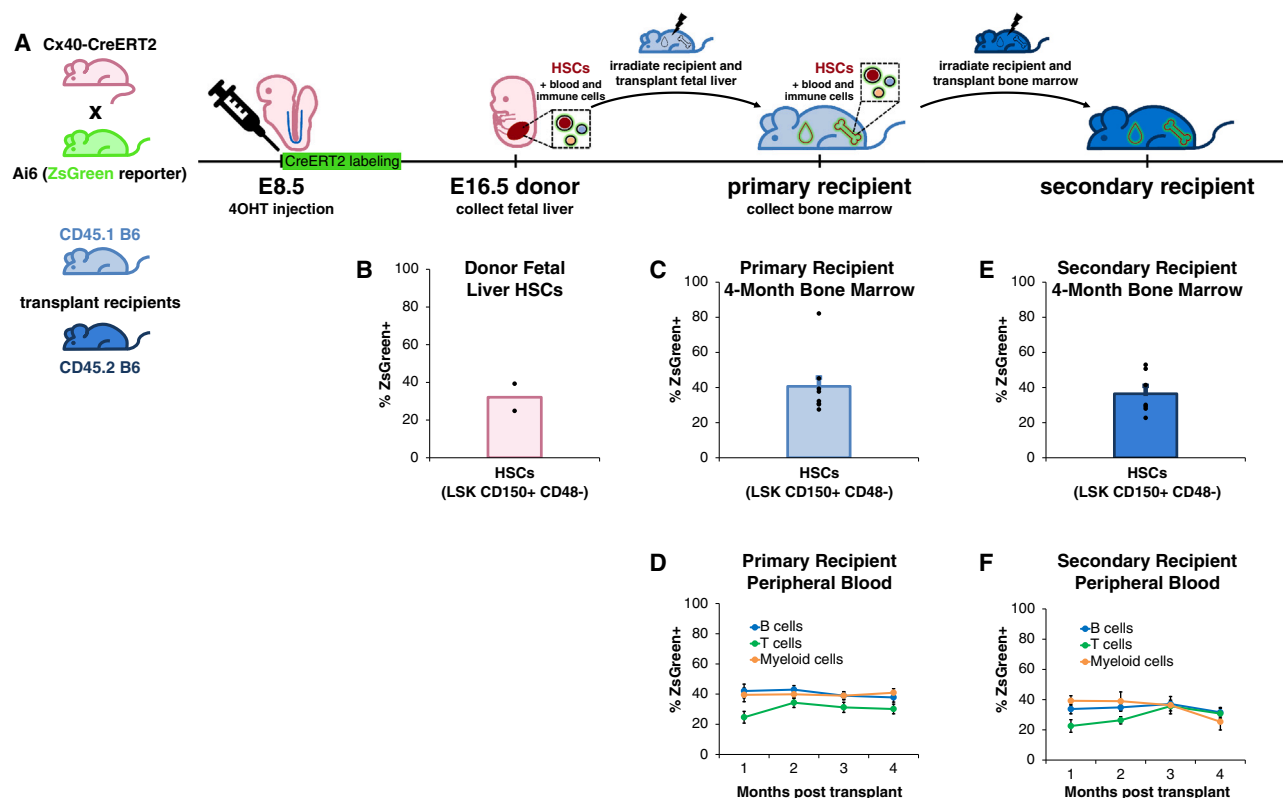 A
Cx40-CreERT2
x
Ai6 (ZsGreen reporter)
CD45.1 B6
transplant recipients
CD45.2 B6
CreERT2 labeling
E8.5
4OHT injection
HSCs
+ blood and
immune cells
E16.5 donor
collect fetal liver
irradiate recipient and
transplant fetal liver
HSCs
+ blood and
immune cells
primary recipient
collect bone marrow
irradiate recipient and
transplant bone marrow
secondary recipient
B
Donor Fetal
Liver HSCs
% ZsGreen+
100
80
60
40
20
0
HSCs
(LSK CD150+ CD48-)
C
Primary Recipient
4-Month Bone Marrow
% ZsGreen+
100
80
60
40
20
0
HSCs
(LSK CD150+ CD48-)
E
Secondary Recipient
4-Month Bone Marrow
% ZsGreen+
100
80
60
40
20
0
HSCs
(LSK CD150+ CD48-)
D
Primary Recipient
Peripheral Blood
% ZsGreen+
100
80
60
40
20
0
B cells
T cells
Myeloid cells
1 2 3 4
Months post transplant
F
Secondary Recipient
Peripheral Blood
% ZsGreen+
100
80
60
40
20
0
B cells
T cells
Myeloid cells
1 2 3 4
Months post transplant